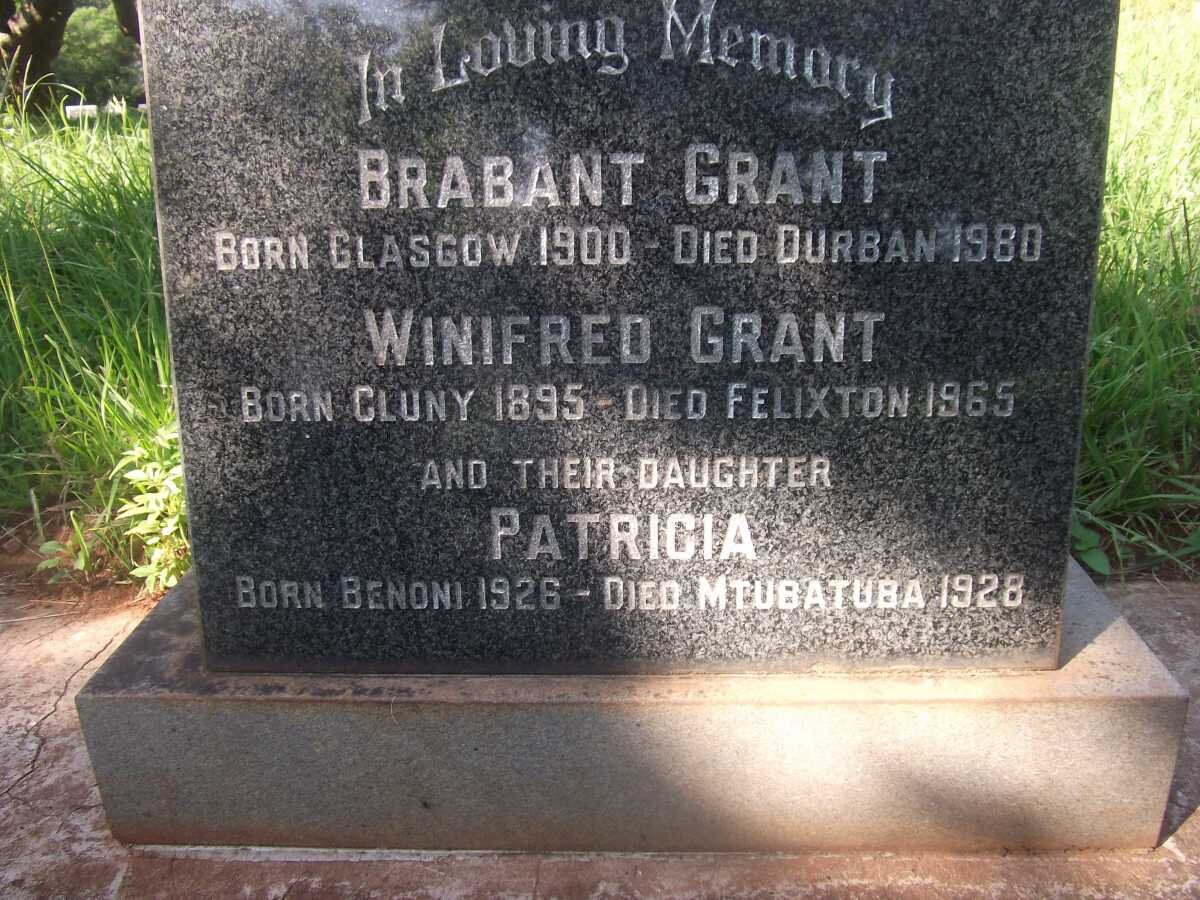 In Loving Memory
BRABANT GRANT
BORN GLASGOW 1900 - DIED DURBAN 1980
WINIFRED GRANT
BORN CLUNY 1895 - DIED FELIXTON 1965
AND THEIR DAUGHTER
PATRICIA
BORN BENONI 1926 - DIED MTUBATUBA 1928